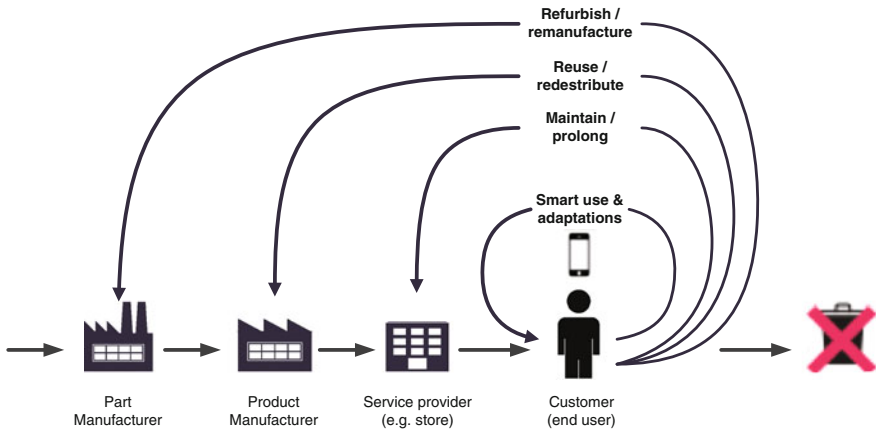 Refurbish /
remanufacture
Reuse /
redestribute
Maintain /
prolong
Smart use &
adaptations
Part
Manufacturer
Product
Manufacturer
Service provider
(e.g. store)
Customer
(end user)